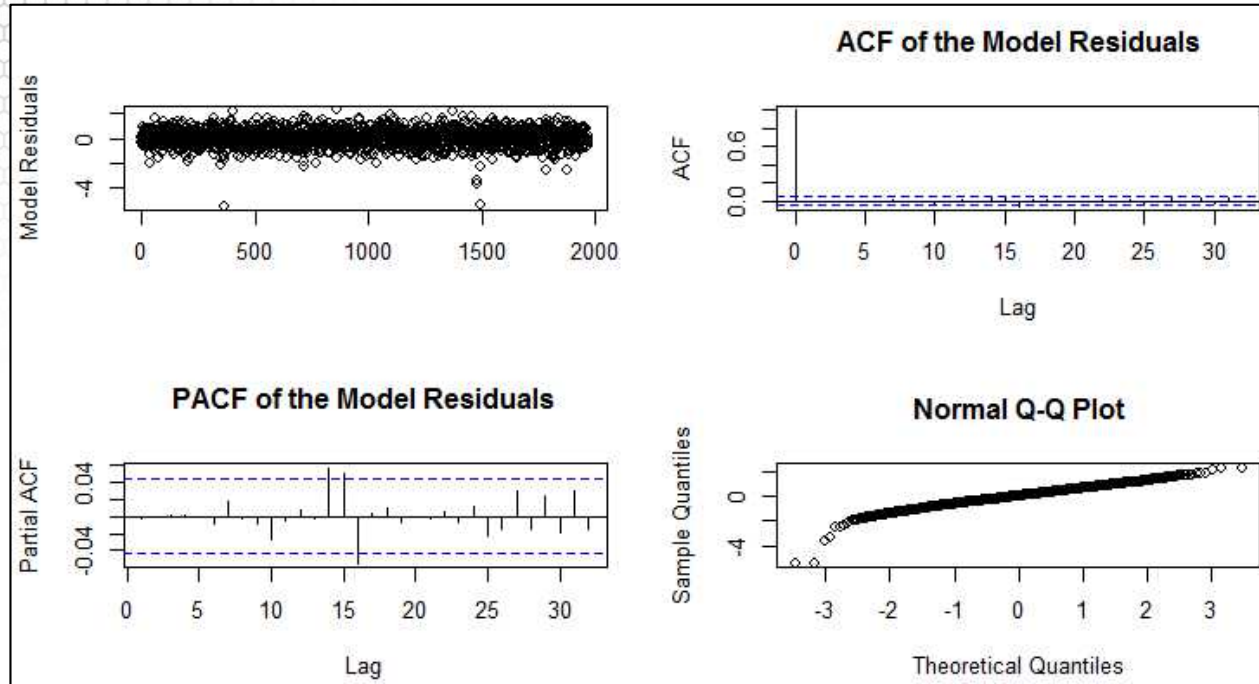 Model Residuals
0
-4
0 500 1000 1500 2000
ACF of the Model Residuals
ACF
0.6
0.0
0 5 10 15 20 25 30
Lag
PACF of the Model Residuals
Partial ACF
0.04
-0.04
0 5 10 15 20 25 30
Lag
Normal Q-Q Plot
Sample Quantiles
0
-4
-3 -2 -1 0 1 2 3
Theoretical Quantiles